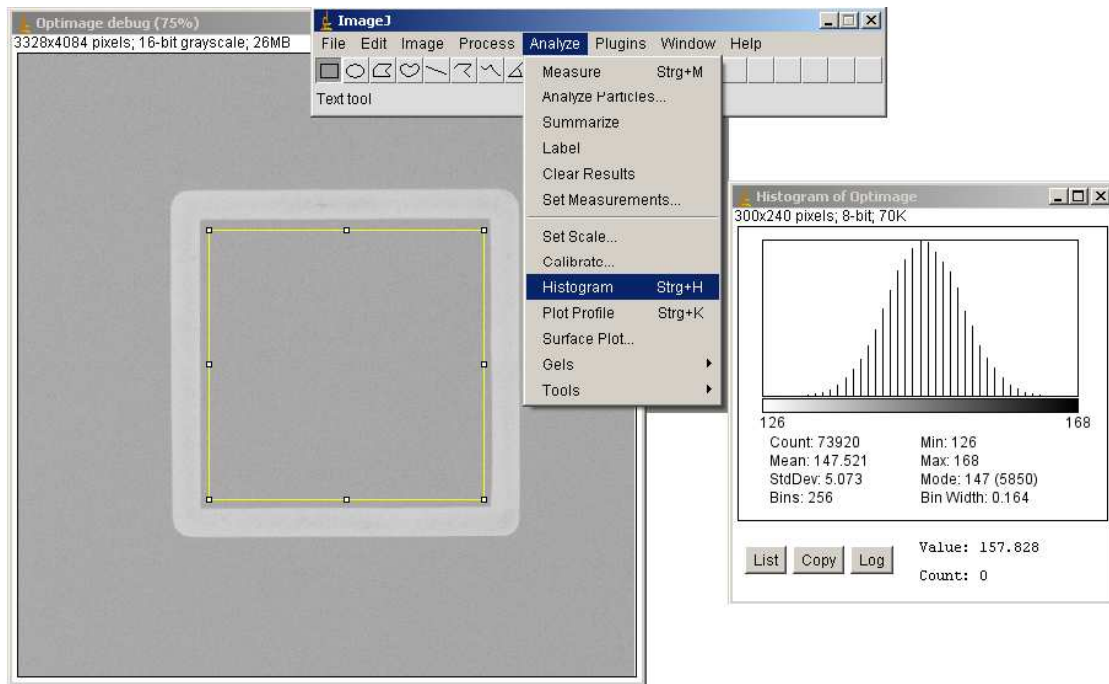 Optimage debug (75%)
3328x4084 pixels; 16-bit grayscale; 26MB
ImageJ
File Edit Image Process Analyze Plugins Window Help
Text tool
Measure Strg+M
Analyze Particles...
Summarize
Label
Clear Results
Set Measurements...
Set Scale...
Calibrate...
Histogram Strg+H
Plot Profile Strg+K
Surface Plot...
Gels
Tools
Histogram of Optimage
300x240 pixels; 8-bit; 70K
126 168
Count: 73920 Min: 126
Mean: 147.521 Max: 168
StdDev: 5.073 Mode: 147 (5850)
Bins: 256 Bin Width: 0.164
List Copy Log
Value: 157.828
Count: 0